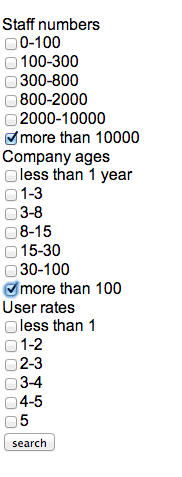 Staff numbers
0-100
100-300
300-800
800-2000
2000-10000
more than 10000
Company ages
less than 1 year
1-3
3-8
8-15
15-30
30-100
more than 100
User rates
less than 1
1-2
2-3
3-4
4-5
5
search